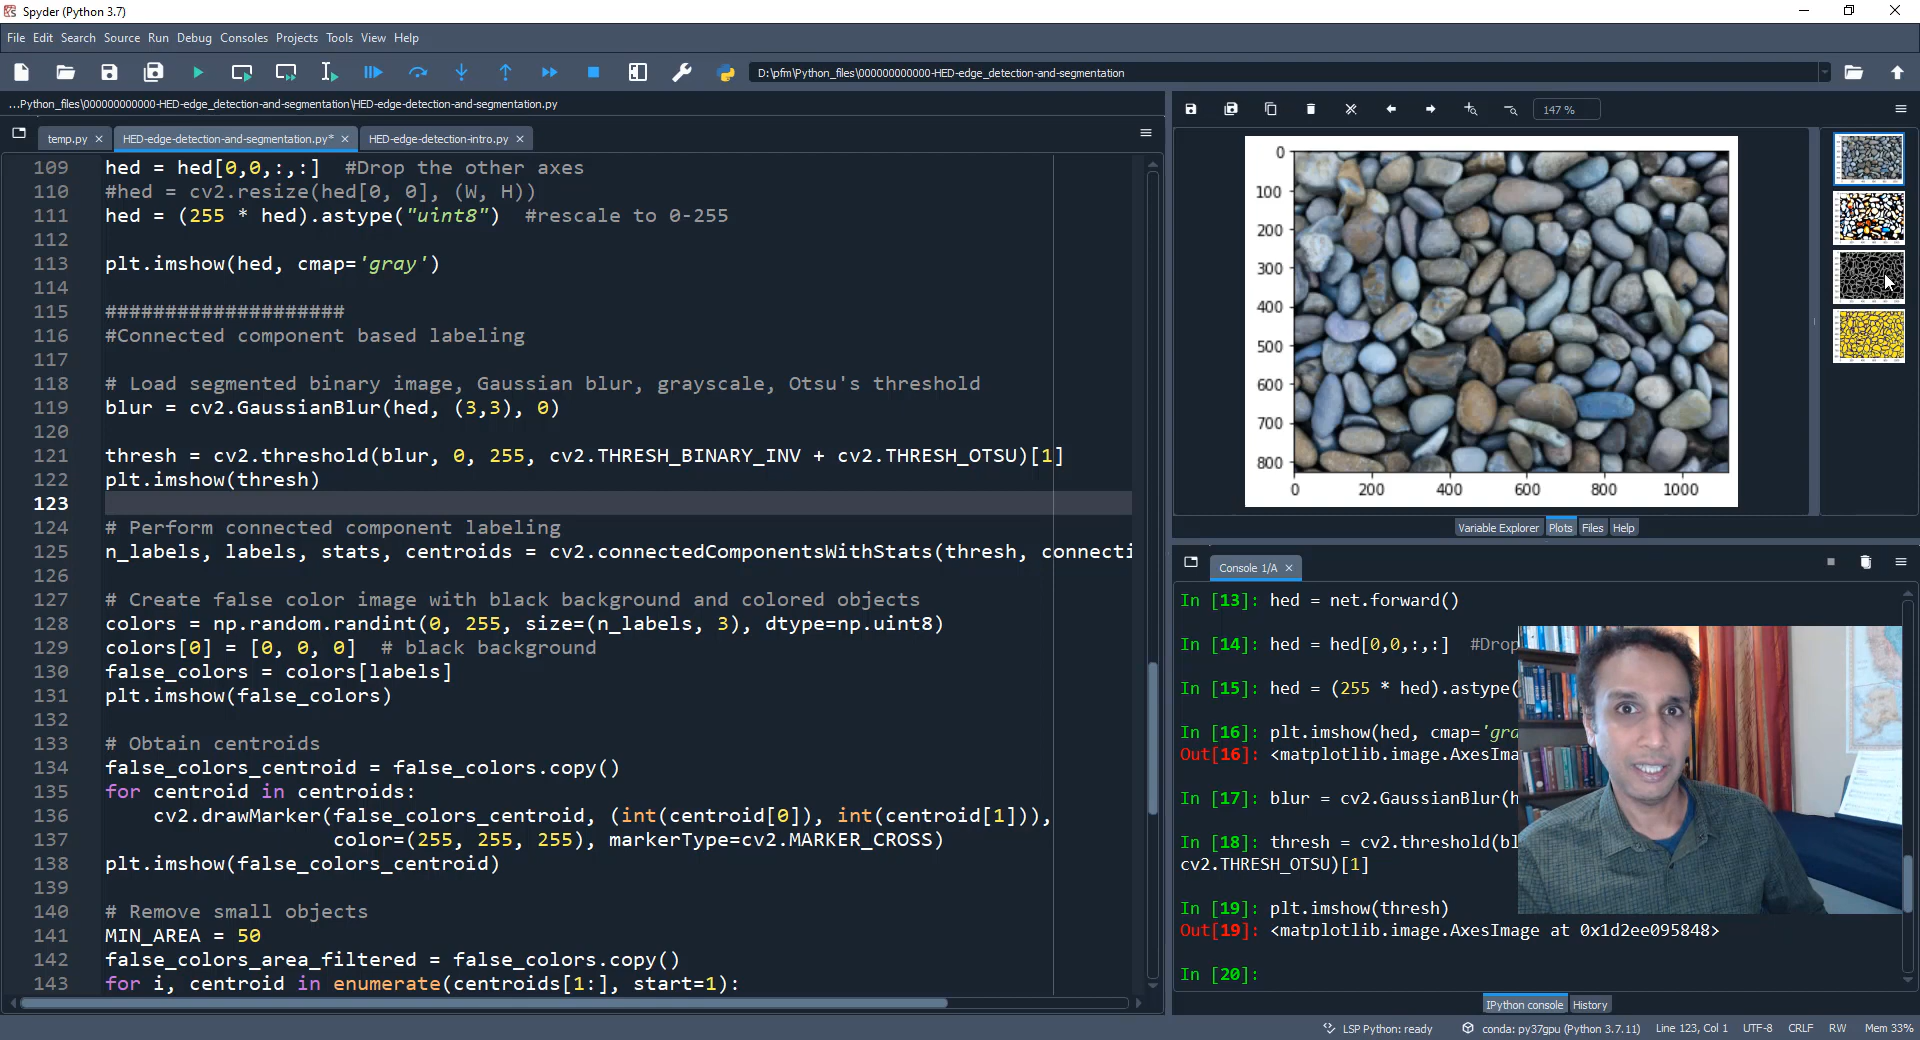 Spyder (Python 3.7)
File Edit Search Source Run Debug Consoles Projects Tools View Help
D:\pfm\Python_files\000000000000-HED-edge_detection-and-segmentation
...Python_files\000000000000-HED-edge_detection-and-segmentation\HED-edge-detection-and-segmentation.py
temp.py HED-edge-detection-and-segmentation.py* HED-edge-detection-intro.py
109 hed = hed[0,0,:,:]  #Drop the other axes
110 #hed = cv2.resize(hed[0, 0], (W, H))
111 hed = (255 * hed).astype("uint8")  #rescale to 0-255
112
113 plt.imshow(hed, cmap='gray')
114
115 ####################
116 #Connected component based labeling
117
118 # Load segmented binary image, Gaussian blur, grayscale, Otsu's threshold
119 blur = cv2.GaussianBlur(hed, (3,3), 0)
120
121 thresh = cv2.threshold(blur, 0, 255, cv2.THRESH_BINARY_INV + cv2.THRESH_OTSU)[1]
122 plt.imshow(thresh)
123
124 # Perform connected component labeling
125 n_labels, labels, stats, centroids = cv2.connectedComponentsWithStats(thresh, connecti
126
127 # Create false color image with black background and colored objects
128 colors = np.random.randint(0, 255, size=(n_labels, 3), dtype=np.uint8)
129 colors[0] = [0, 0, 0]  # black background
130 false_colors = colors[labels]
131 plt.imshow(false_colors)
132
133 # Obtain centroids
134 false_colors_centroid = false_colors.copy()
135 for centroid in centroids:
136     cv2.drawMarker(false_colors_centroid, (int(centroid[0]), int(centroid[1])),
137                    color=(255, 255, 255), markerType=cv2.MARKER_CROSS)
138 plt.imshow(false_colors_centroid)
139
140 # Remove small objects
141 MIN_AREA = 50
142 false_colors_area_filtered = false_colors.copy()
143 for i, centroid in enumerate(centroids[1:], start=1):
147 %
0
100
200
300
400
500
600
700
800
0 200 400 600 800 1000
Variable Explorer Plots Files Help
Console 1/A
In [13]: hed = net.forward()
In [14]: hed = hed[0,0,:,:]  #Drop
In [15]: hed = (255 * hed).astype(
In [16]: plt.imshow(hed, cmap='gra
Out[16]: <matplotlib.image.AxesIma
In [17]: blur = cv2.GaussianBlur(h
In [18]: thresh = cv2.threshold(bl
cv2.THRESH_OTSU)[1]
In [19]: plt.imshow(thresh)
Out[19]: <matplotlib.image.AxesImage at 0x1d2ee095848>
In [20]:
IPython console History
LSP Python: ready conda: py37gpu (Python 3.7.11) Line 123, Col 1 UTF-8 CRLF RW Mem 33%